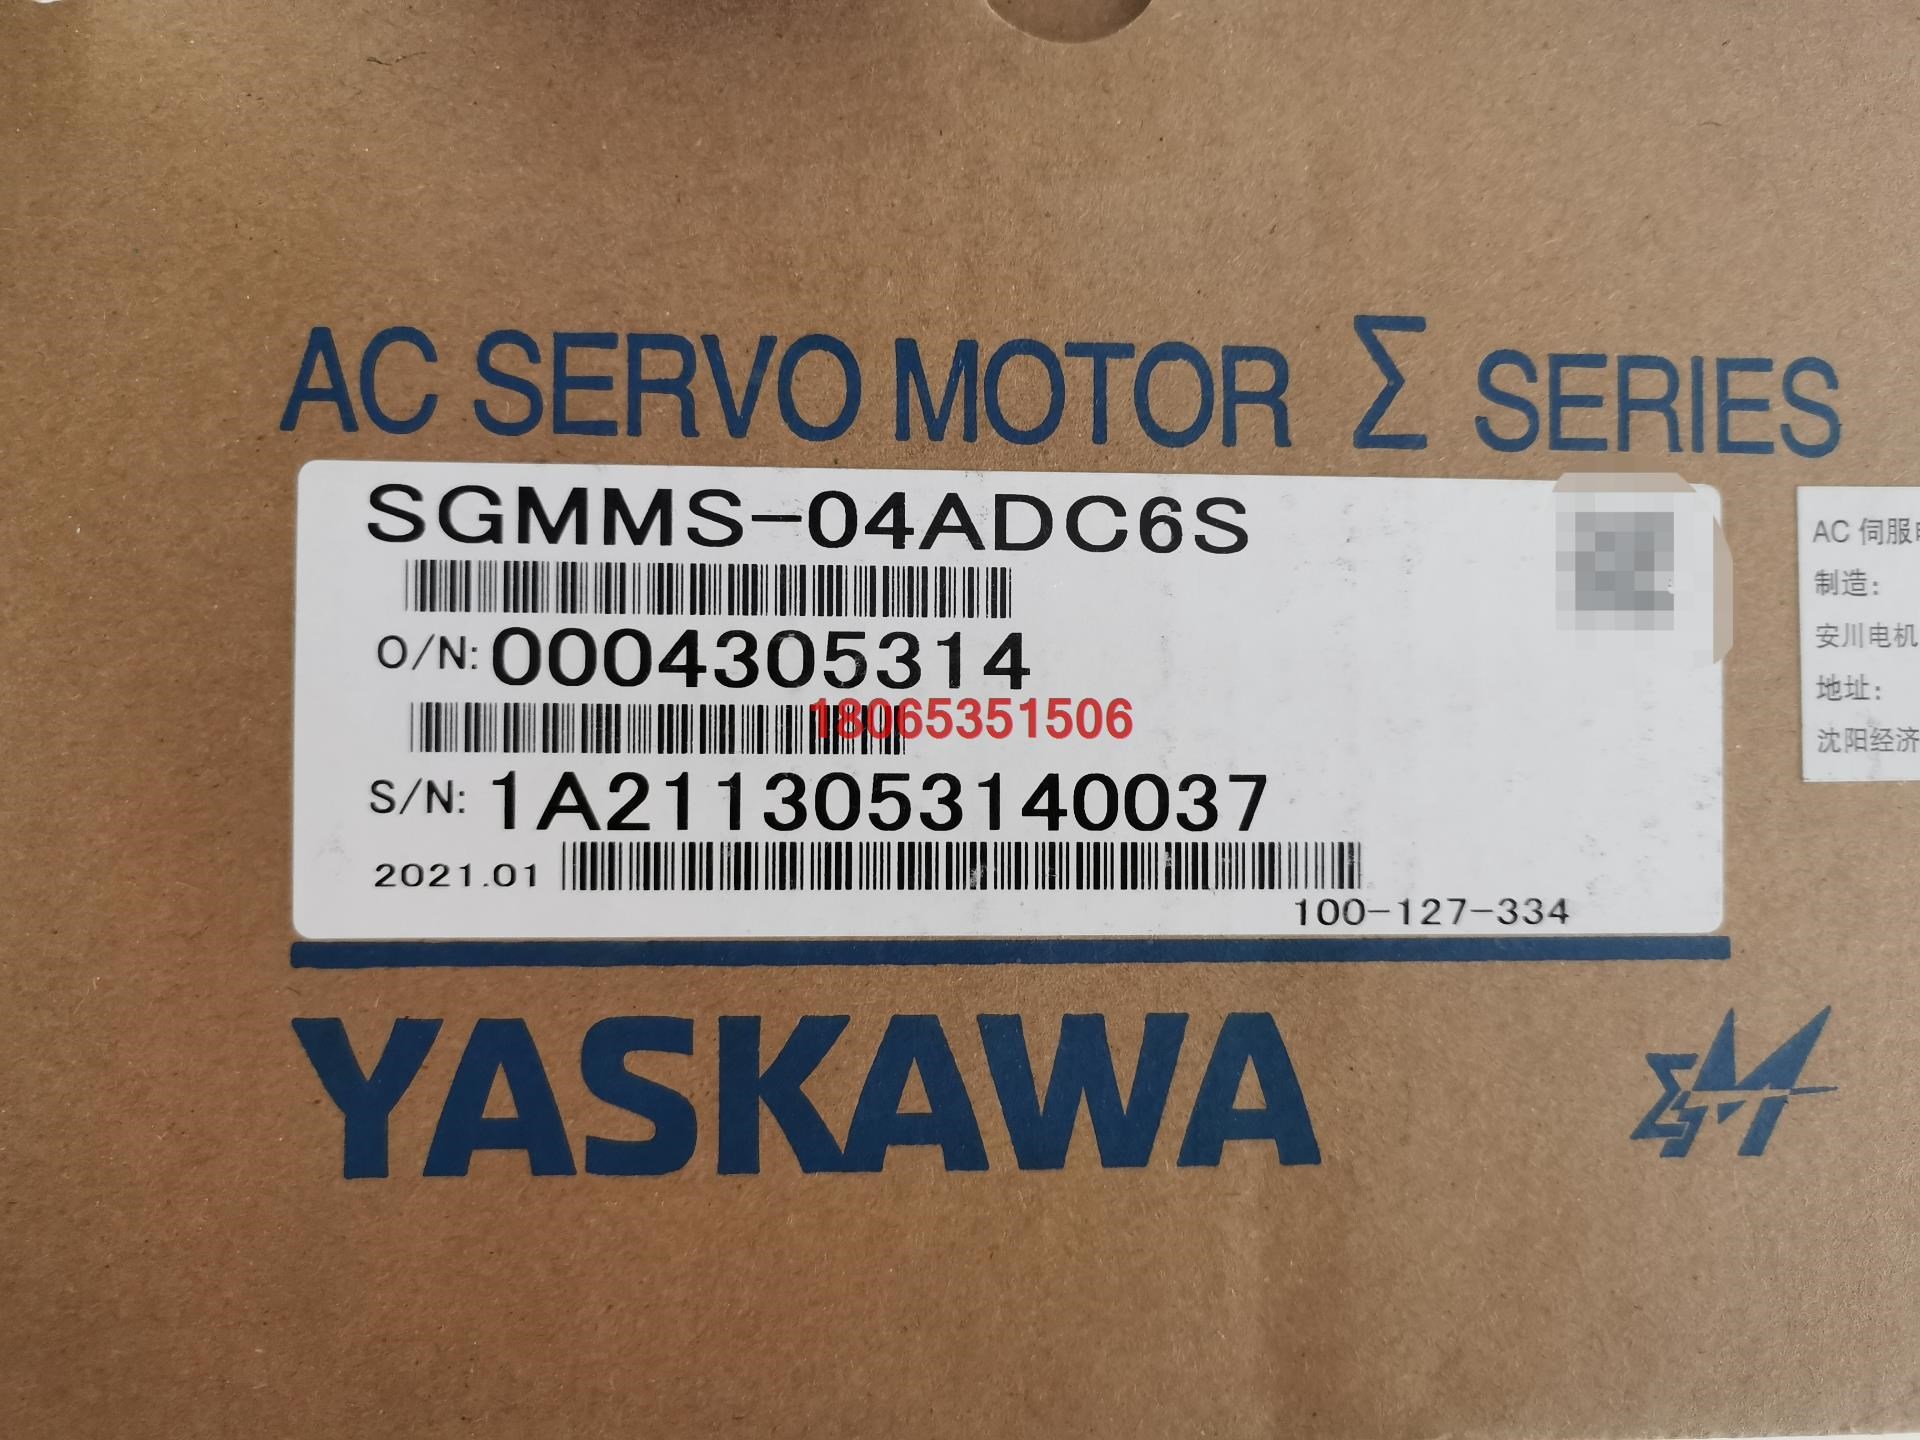 AC SERVO MOTOR Σ SERIES
SGMMS-04ADC6S
O/N: 0004305314
18065351506
S/N: 1A2113053140037
2021.01
100-127-334
YASKAWA
AC 伺服电
制造：
安川电机
地址：
沈阳经济